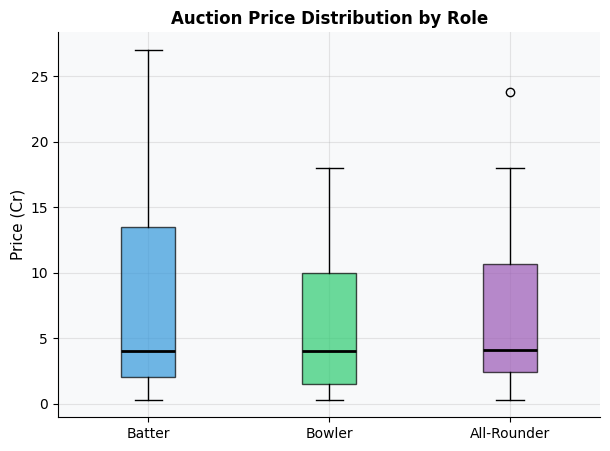 Auction Price Distribution by Role
Price (Cr)
25
20
15
10
5
0
Batter
Bowler
All-Rounder